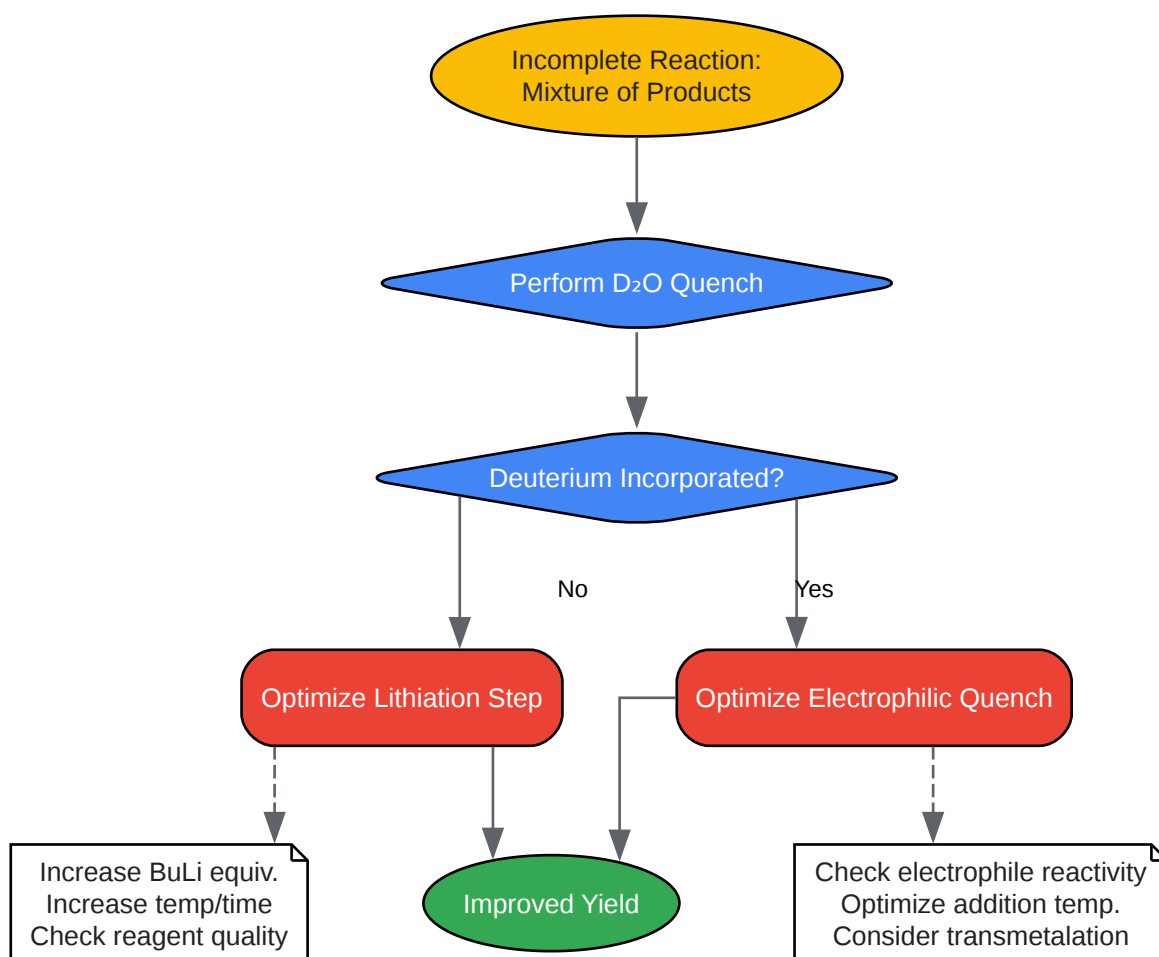 Incomplete Reaction:
Mixture of Products
Perform D₂O Quench
Deuterium Incorporated?
No
Yes
Optimize Lithiation Step
Optimize Electrophilic Quench
Increase BuLi equiv.
Increase temp/time
Check reagent quality
Improved Yield
Check electrophile reactivity
Optimize addition temp.
Consider transmetalation